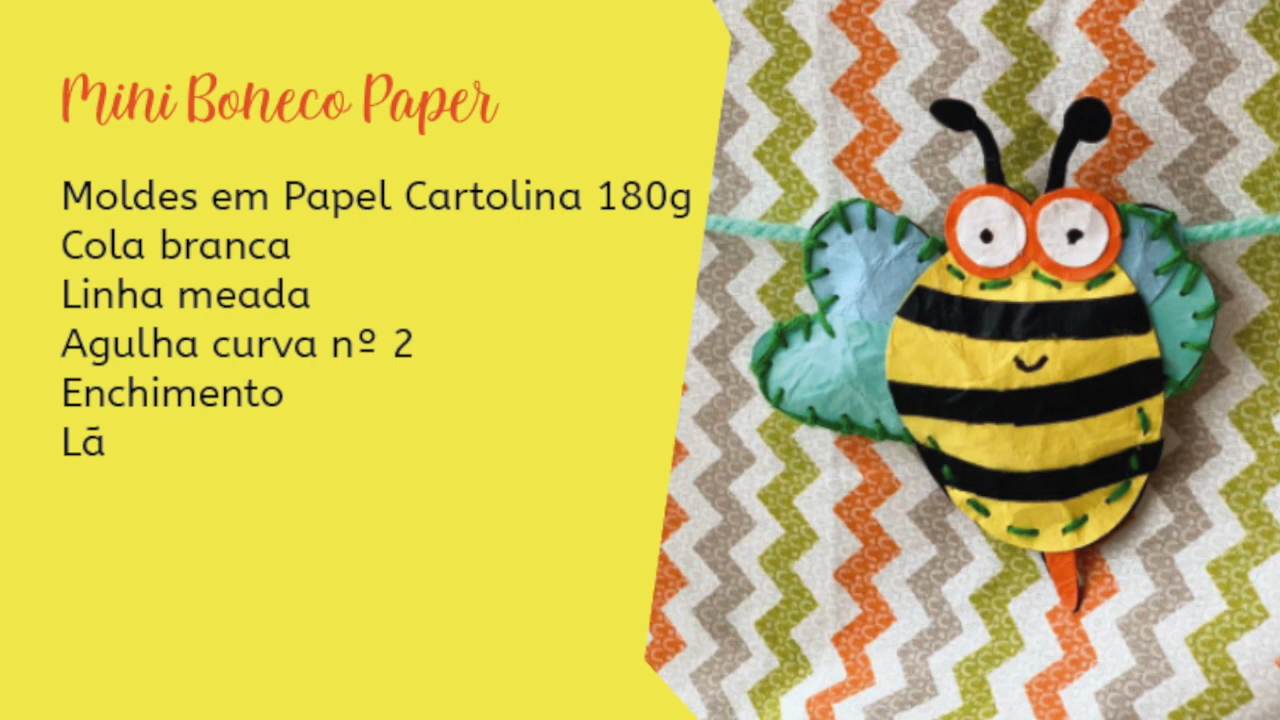 Mini Boneco Paper
Moldes em Papel Cartolina 180g
Cola branca
Linha meada
Agulha curva nº 2
Enchimento
Lã